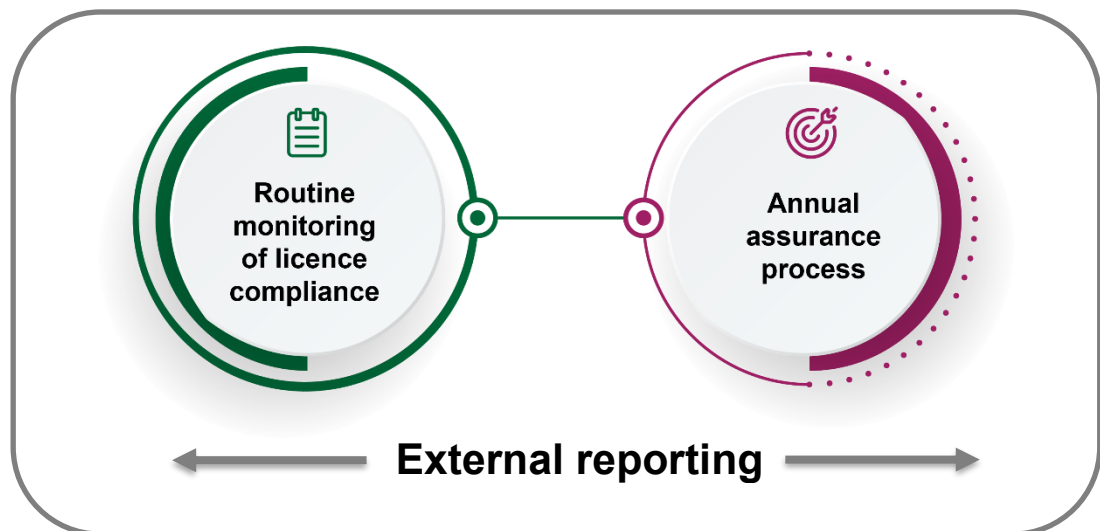 Routine
monitoring
of licence
compliance
Annual
assurance
process
External reporting